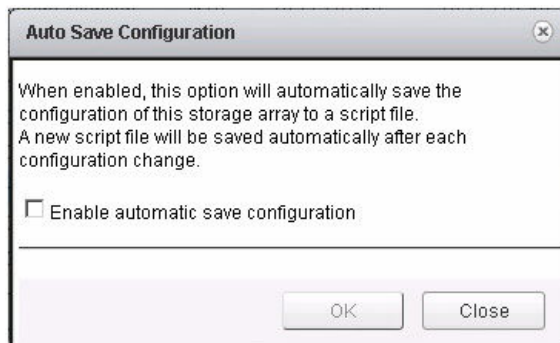 Auto Save Configuration
When enabled, this option will automatically save the
configuration of this storage array to a script file.
A new script file will be saved automatically after each
configuration change.
Enable automatic save configuration
OK Close